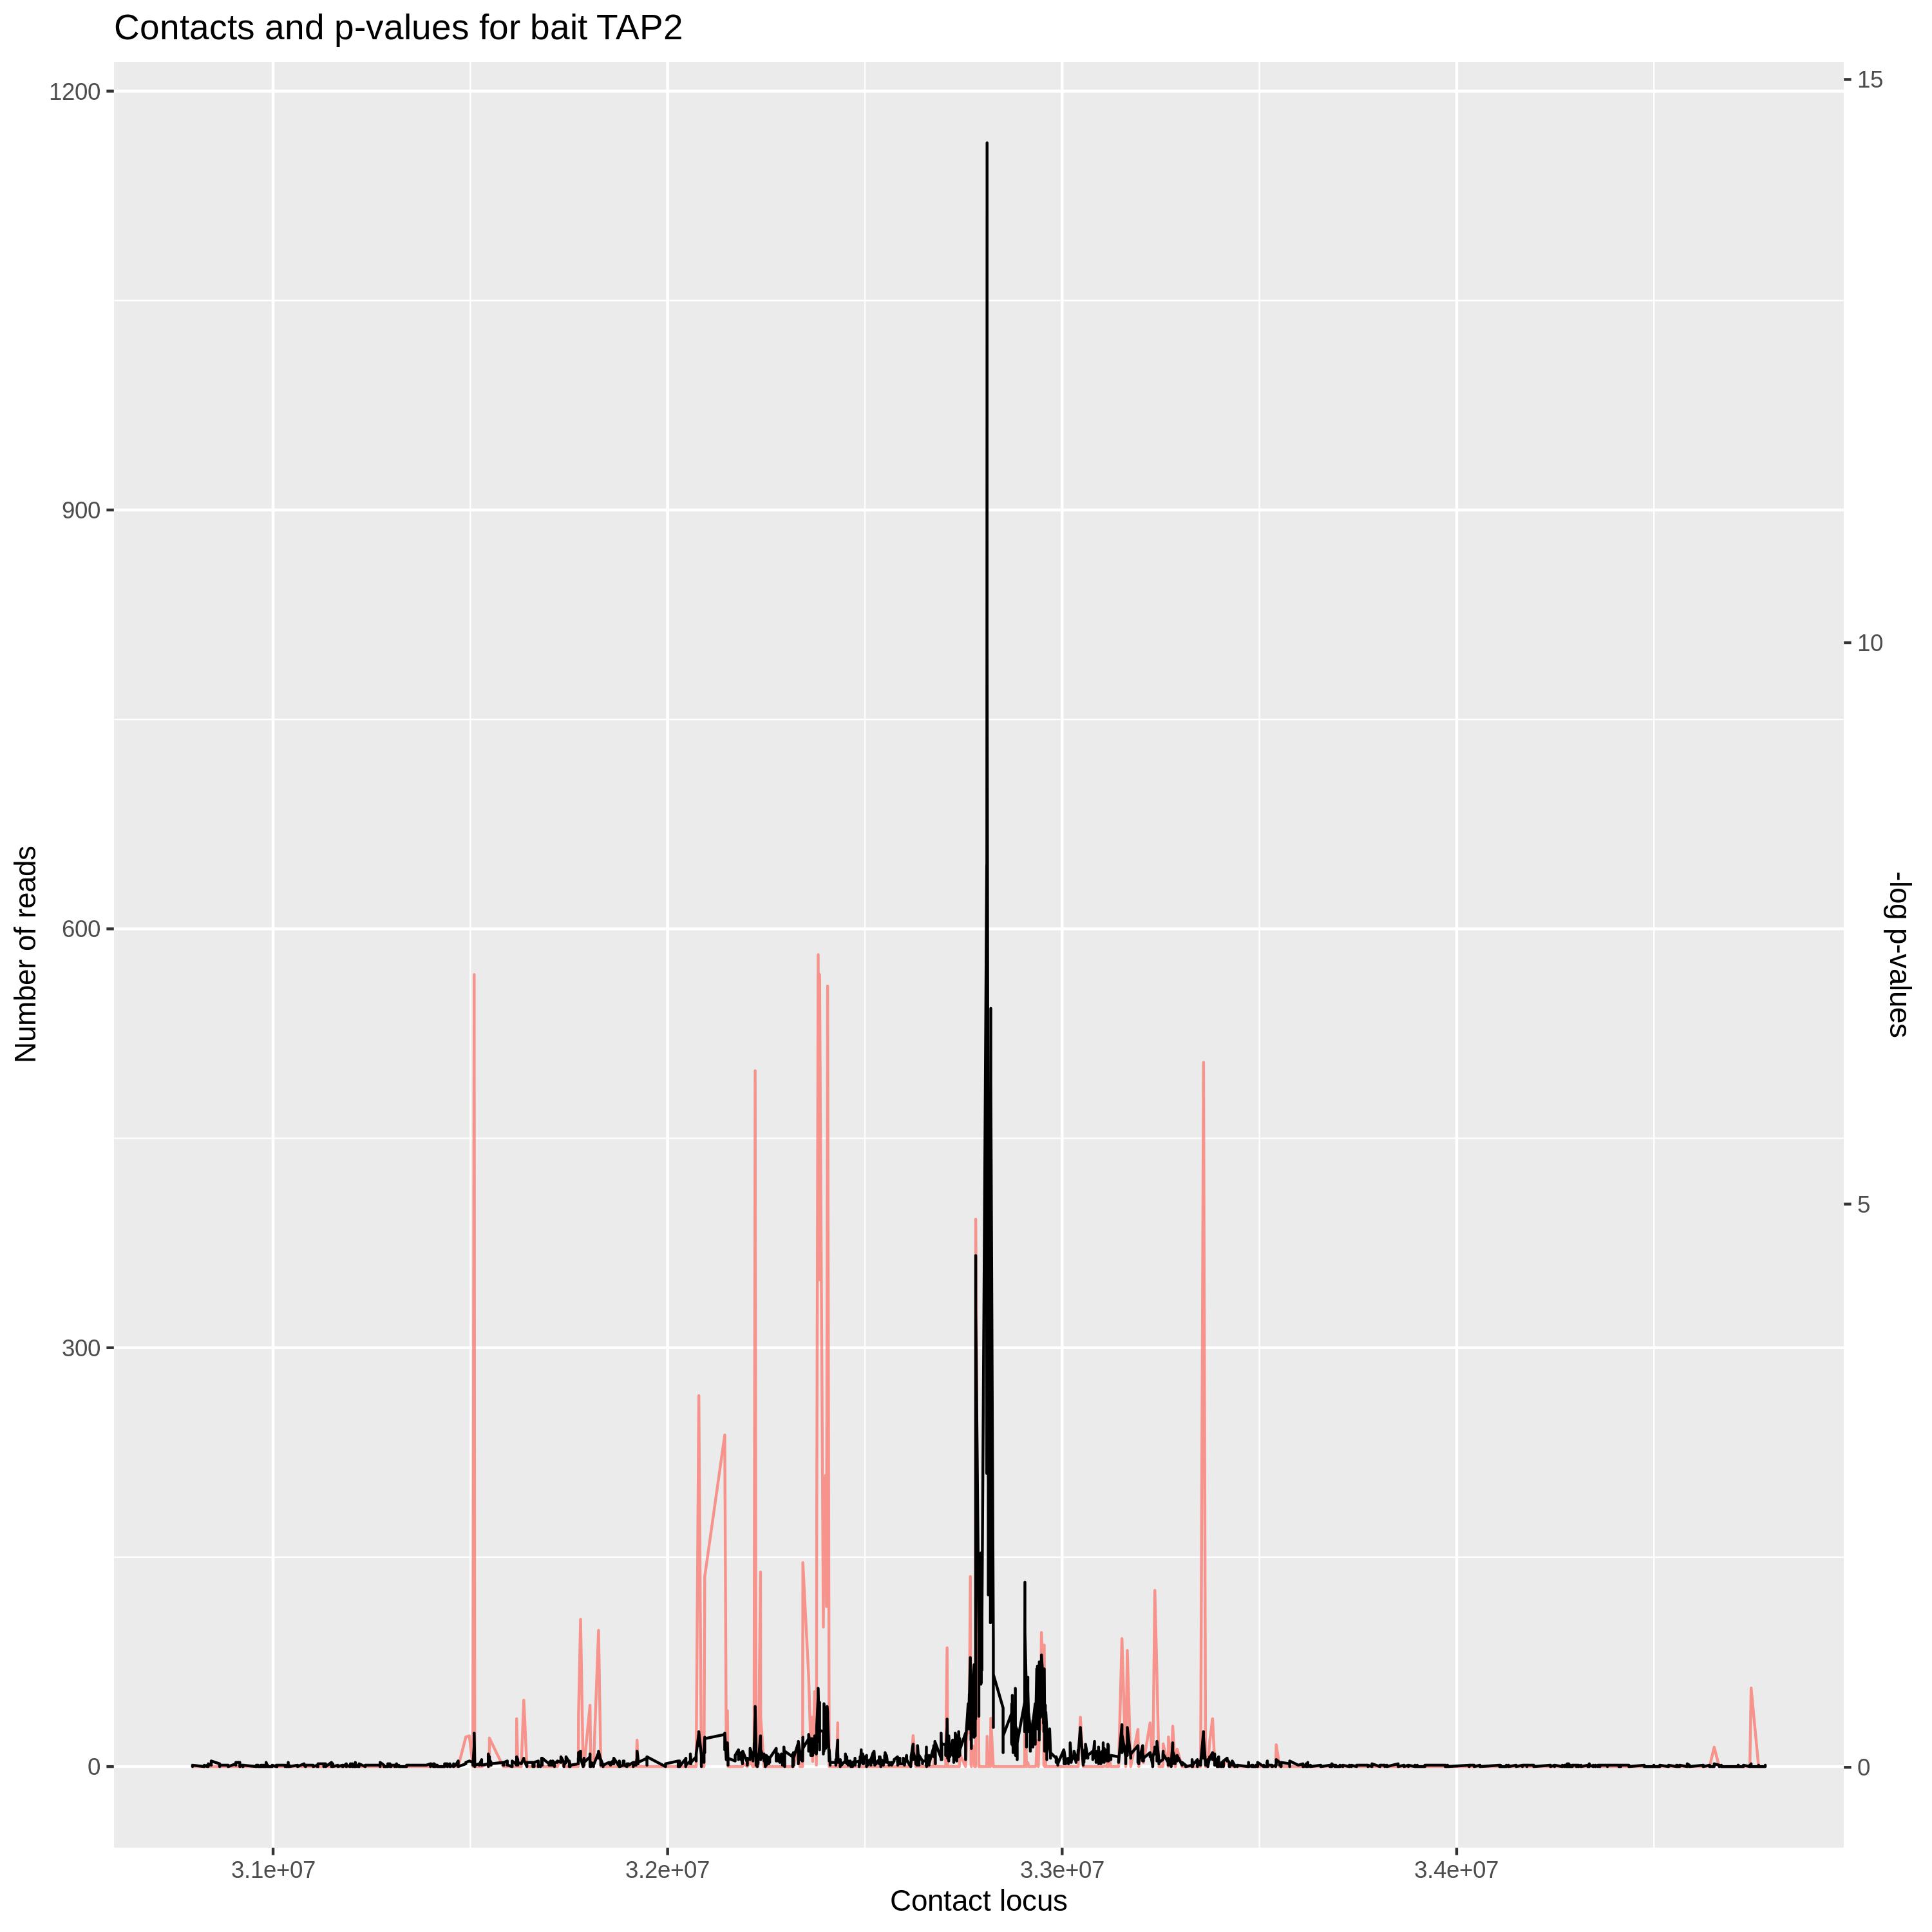 Contacts and p-values for bait TAP2
1200
900
600
300
0
Number of reads
15
10
5
0
-log p-values
3.1e+07
3.2e+07
3.3e+07
3.4e+07
Contact locus